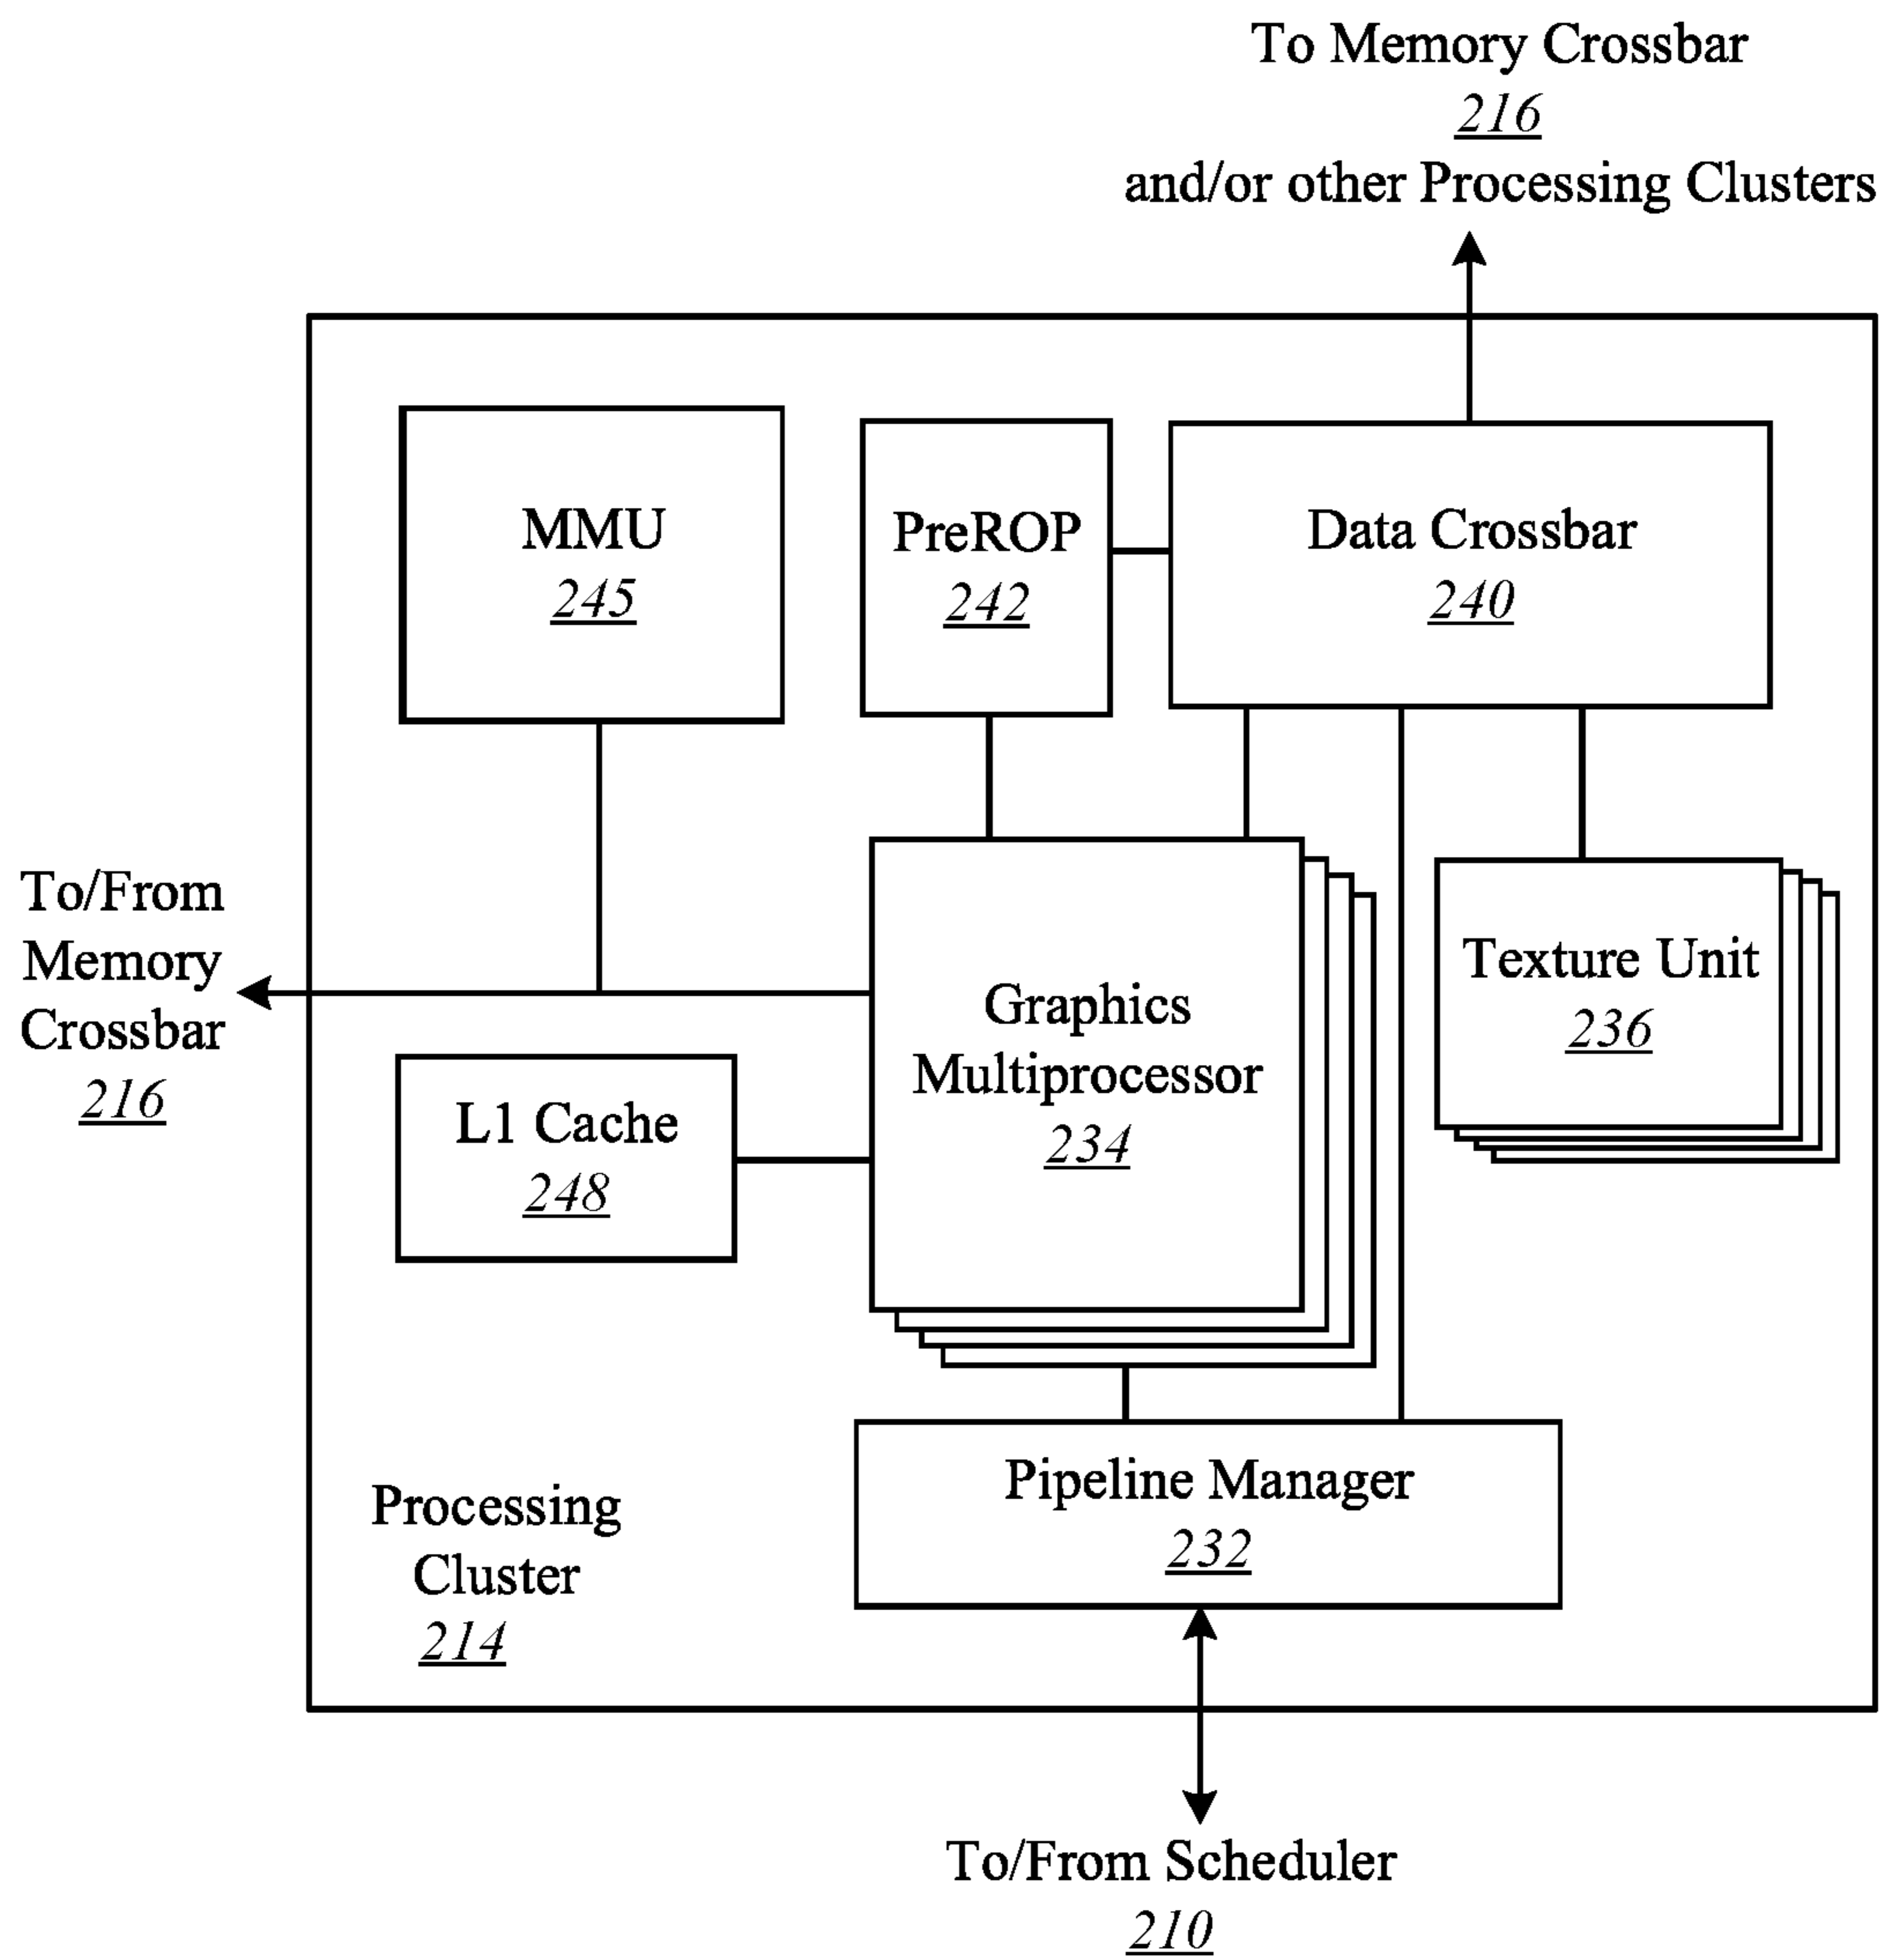 To Memory Crossbar
216
and/or other Processing Clusters
MMU
245
PreROP
242
Data Crossbar
240
To/From
Memory
Crossbar
216
Graphics
Multiprocessor
234
Texture Unit
236
L1 Cache
248
Pipeline Manager
232
Processing
Cluster
214
To/From Scheduler
210